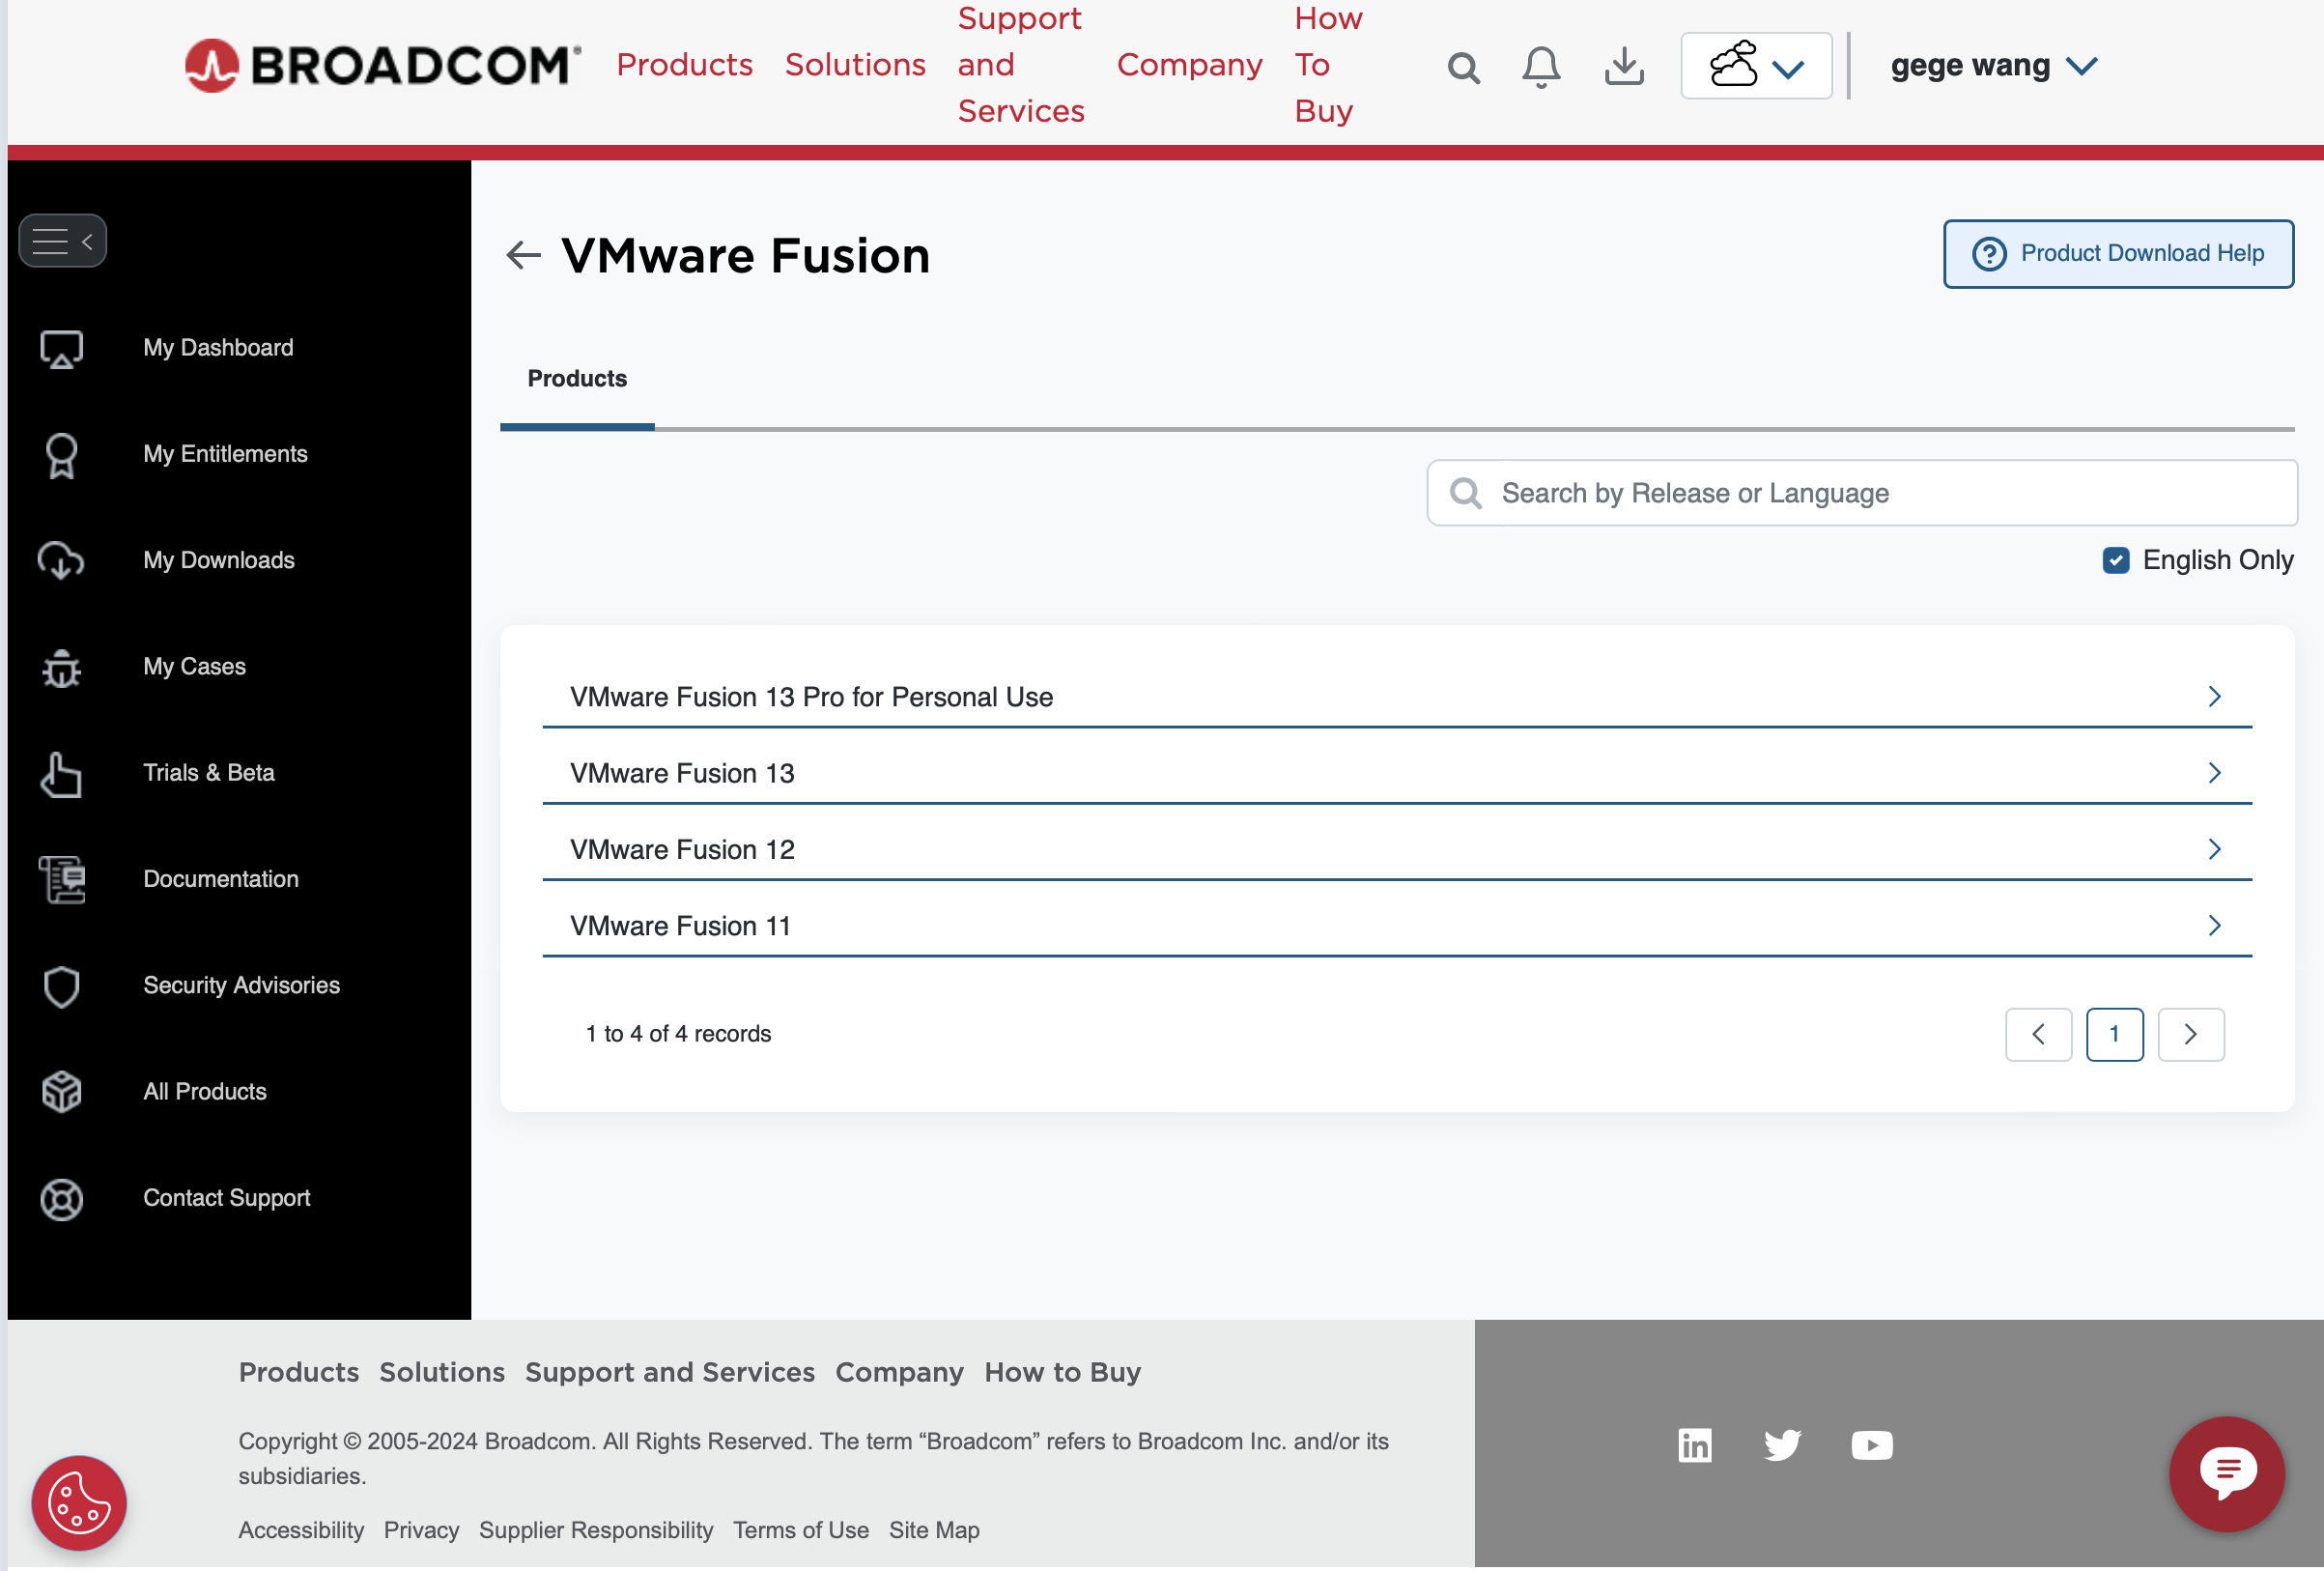 BROADCOM®
Products
Solutions
Support
and
Services
Company
How
To
Buy
gege wang
My Dashboard
My Entitlements
My Downloads
My Cases
Trials & Beta
Documentation
Security Advisories
All Products
Contact Support
VMware Fusion
Product Download Help
Products
Search by Release or Language
English Only
VMware Fusion 13 Pro for Personal Use
VMware Fusion 13
VMware Fusion 12
VMware Fusion 11
1 to 4 of 4 records
1
Products Solutions Support and Services Company How to Buy
Copyright © 2005-2024 Broadcom. All Rights Reserved. The term “Broadcom” refers to Broadcom Inc. and/or its
subsidiaries.
Accessibility Privacy Supplier Responsibility Terms of Use Site Map
in